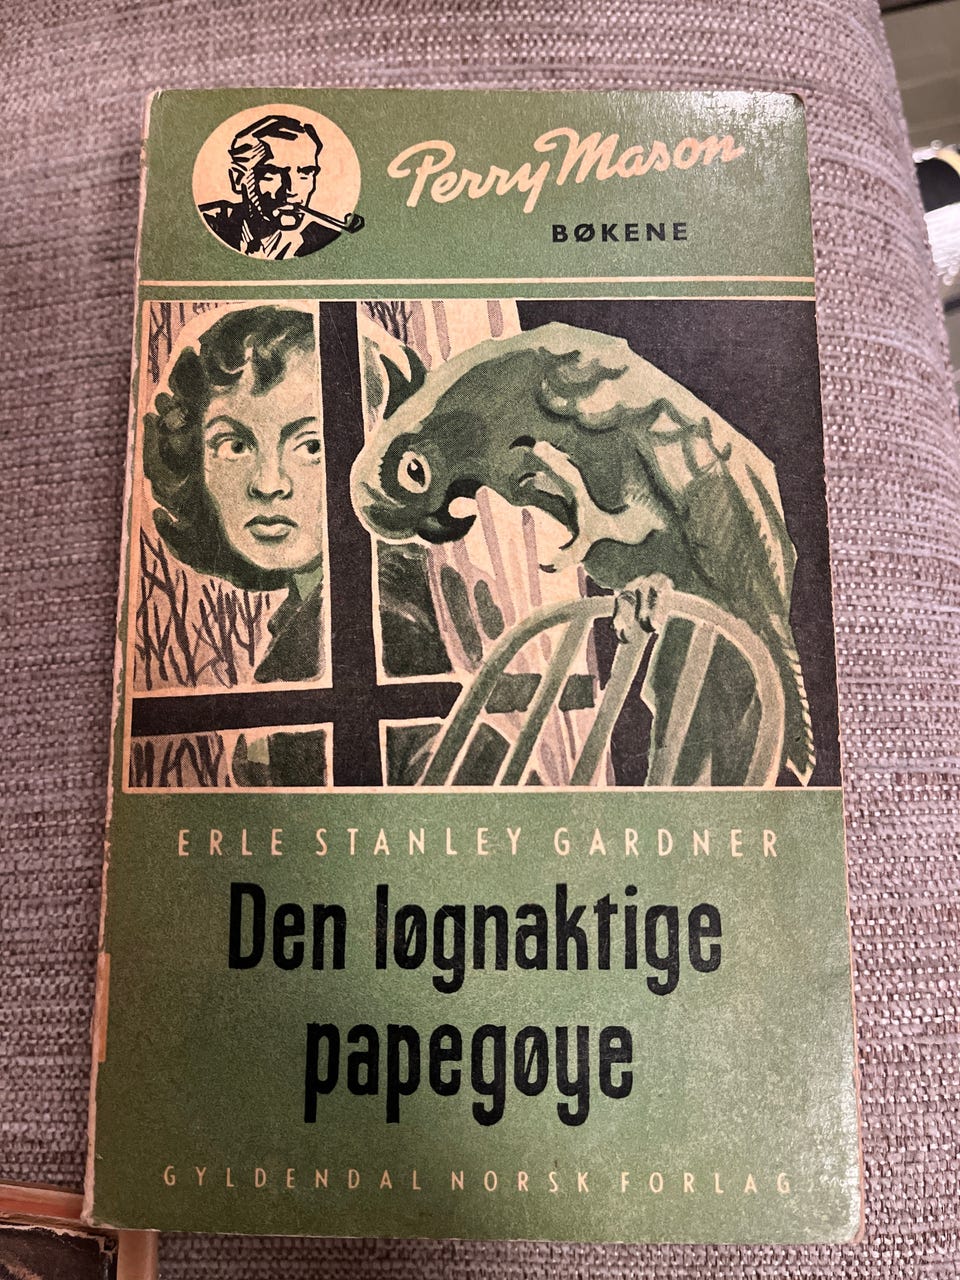 Perry Mason
BØKENE
ERLE STANLEY GARDNER
Den løgnaktige
papegøye
GYLDENDAL NORSK FORLAG